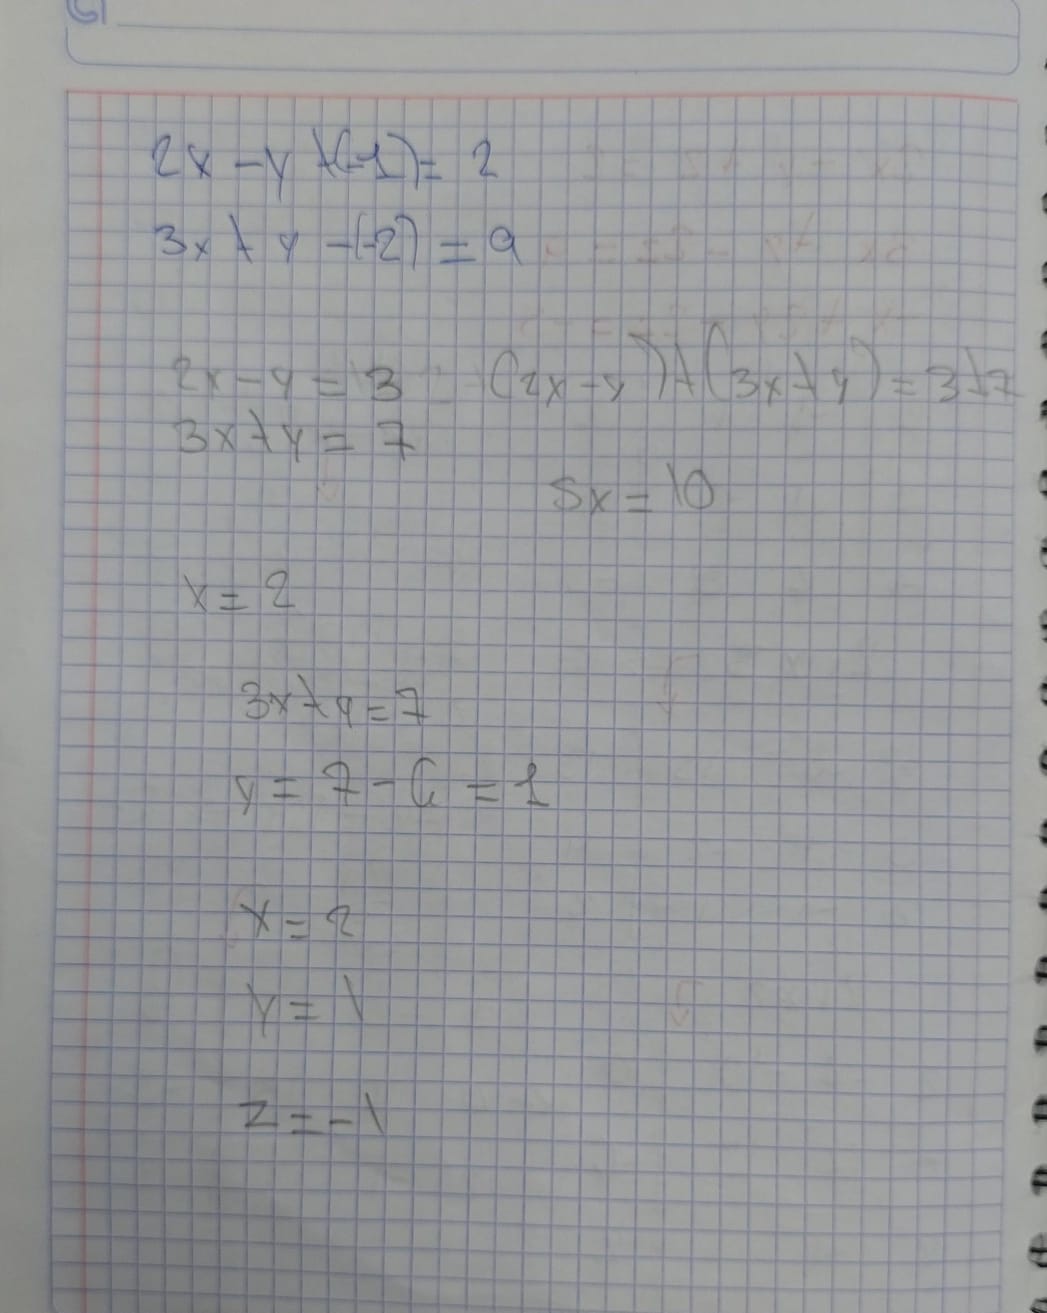 2x - y + (-1) = 2
3x + y - (-2) = 9
2x - y = 3 (2x - y) + (3x + y) = 3 + 7
3x + y = 7
5x = 10
x = 2
3x + y = 7
y = 7 - 6 = 1
x = 2
y = 1
z = -1